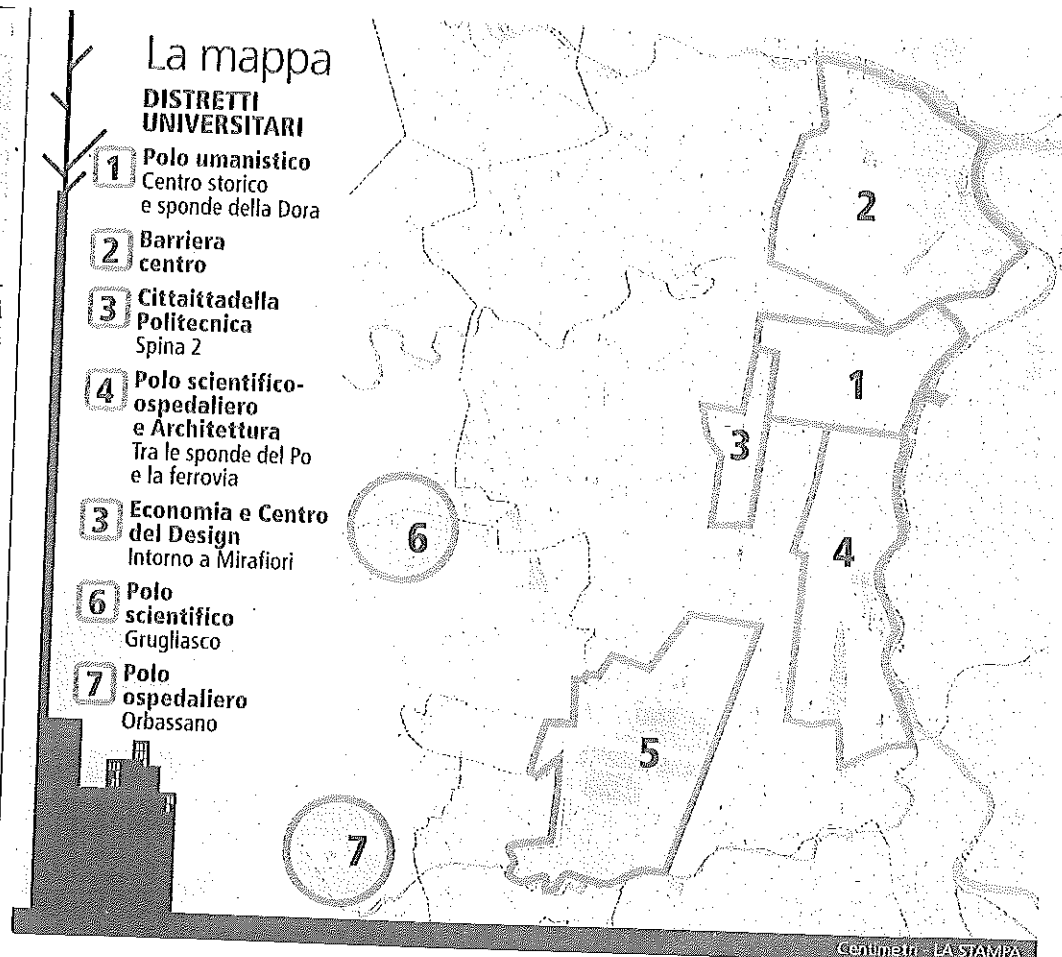 La mappa
DISTRETTI
UNIVERSITARI
1 Polo umanistico
Centro storico
e sponde della Dora
2 Barriera
centro
3 Cittaittadella
Politecnica
Spina 2
4 Polo scientifico-
ospedaliero
e Architettura
Tra le sponde del Po
e la ferrovia
3 Economia e Centro
del Design
Intorno a Mirafiori
6 Polo
scientifico
Grugliasco
7 Polo
ospedaliero
Orbassano
2
1
3
6
4
5
7
Centimetri - LA STAMPA